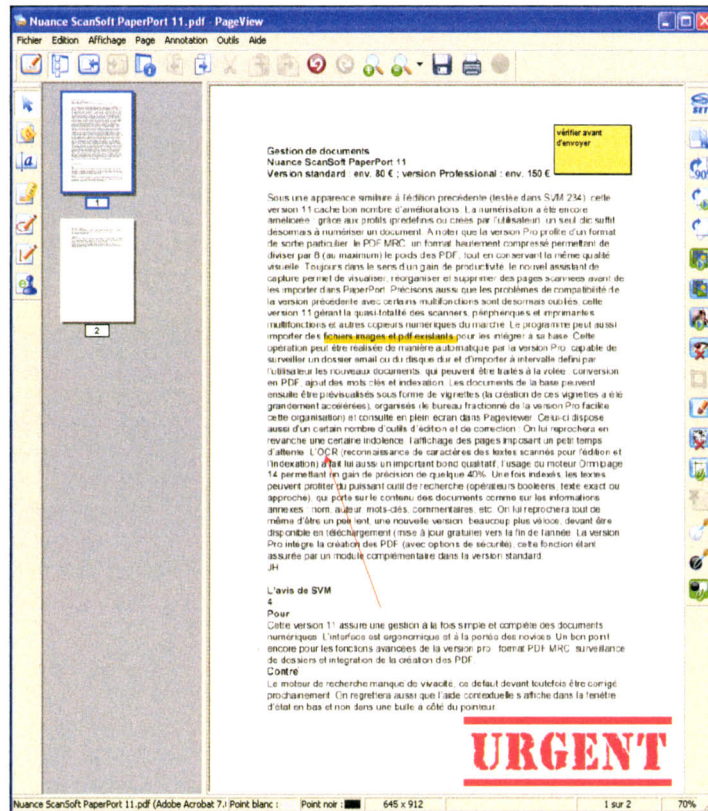 Nuance ScanSoft PaperPort 11.pdf - PageView
Fichier Edition Affichage Page Annotation Outils Aide
1
2
vérifier avant
d'envoyer
Gestion de documents
Nuance ScanSoft PaperPort 11
Version standard : env. 80 € ; version Professional : env. 150 €
Sous une apparence similaire à l'édition précédente (testée dans SVM 234), cette
version 11 cache bon nombre d'améliorations. La numérisation a été encore
améliorée : grâce aux profils (prédéfinis ou créés par l'utilisateur) un seul clic suffit
désormais à numériser un document. A noter que la version Pro profite d'un format
de sortie particulier, le PDF MRC, un format hautement compressé permettant de
diviser par 8 (au maximum) le poids des PDF, tout en conservant la même qualité
visuelle. Toujours dans le sens d'un gain de productivité, le nouvel assistant de
capture permet de visualiser, réorganiser et supprimer des pages scannées avant de
les importer dans PaperPort. Précisons aussi que les problèmes de compatibilité de
la version précédente avec certains multifonctions sont désormais oubliés, cette
version 11 gérant la quasi-totalité des scanners, périphériques et imprimantes
multifonctions et autres copieurs numériques du marché. Le programme peut aussi
importer des fichiers images et pdf existants pour les intégrer à sa base. Cette
opération peut être réalisée de manière automatique par la version Pro, capable de
surveiller un dossier email ou du disque dur et d'importer à intervalle défini par
l'utilisateur les nouveaux documents, qui peuvent être traités à la volée : conversion
en PDF, ajout des mots clés et indexation. Les documents de la base peuvent
ensuite être prévisualisés sous forme de vignettes (la création de ces vignettes a été
grandement accélérées), organisés (le bureau fractionné de la version Pro facilite
cette organisation) et consulté en plein écran dans Pageviewer. Celui-ci dispose
aussi d'un certain nombre d'outils d'édition et de correction. On lui reprochera en
revanche une certaine indolence, l'affichage des pages imposant un petit temps
d'attente. L'OCR (reconnaissance de caractères des textes scannés pour l'édition et
l'indexation) a fait lui aussi un important bond qualitatif, l'usage du moteur Omnipage
14 permettant un gain de précision de quelque 40%. Une fois indexés, les textes
peuvent profiter du puissant outil de recherche (opérateurs booléens, texte exact ou
approché), qui porte sur le contenu des documents comme sur les informations
annexes : nom, auteur, mots-clés, commentaires, etc. On lui reprochera tout de
même d'être un peu lent, une nouvelle version, beaucoup plus véloce, devant être
disponible en téléchargement (mise à jour gratuite) vers la fin de l'année. La version
Pro intègre la création des PDF (avec options de sécurité), cette fonction étant
assurée par un module complémentaire dans la version standard.
JH
L'avis de SVM
4
Pour
Cette version 11 assure une gestion à la fois simple et complète des documents
numériques. L'interface est ergonomique et à la portée des novices. Un bon point
encore pour les fonctions avancées de la version pro : format PDF MRC, surveillance
de dossiers et intégration de la création des PDF.
Contre
Le moteur de recherche manque de vivacité, ce défaut devant toutefois être corrigé
prochainement. On regrettera aussi que l'aide contextuelle s'affiche dans la fenêtre
d'état en bas et non dans une bulle à côté du pointeur.
URGENT
SET
90°
Nuance ScanSoft PaperPort 11.pdf (Adobe Acrobat 7.( Point blanc : Point noir : 645 x 912 1 sur 2 70%